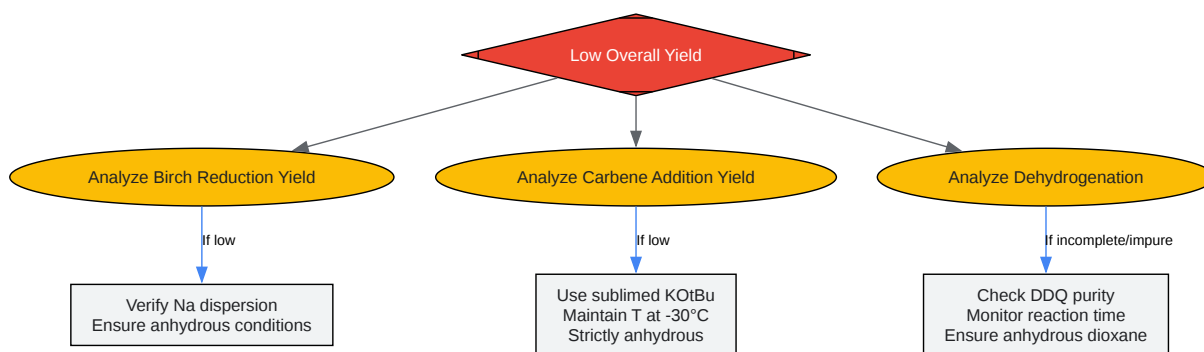 Low Overall Yield
Analyze Birch Reduction Yield
Analyze Carbene Addition Yield
Analyze Dehydrogenation
If low
If low
If incomplete/impure
Verify Na dispersion
Ensure anhydrous conditions
Use sublimed KOtBu
Maintain T at -30°C
Strictly anhydrous
Check DDQ purity
Monitor reaction time
Ensure anhydrous dioxane